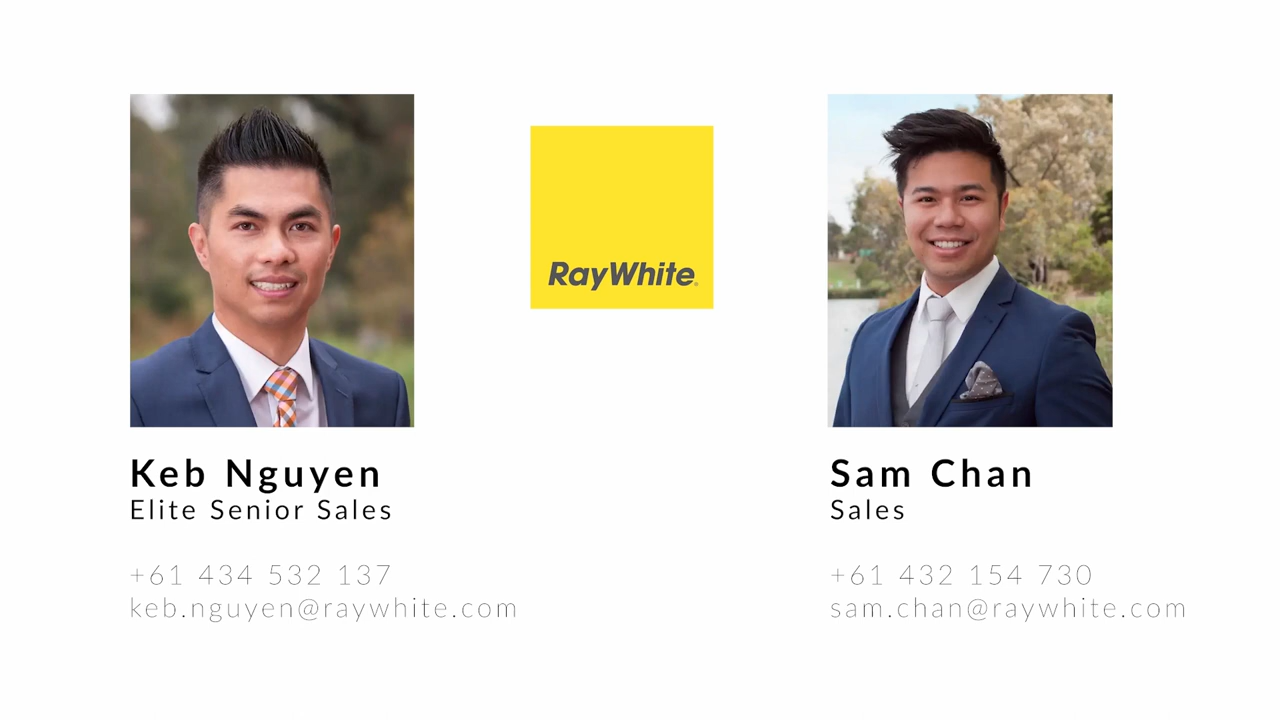 RayWhite
Keb Nguyen
Elite Senior Sales
+61 434 532 137
keb.nguyen@raywhite.com
Sam Chan
Sales
+61 432 154 730
sam.chan@raywhite.com